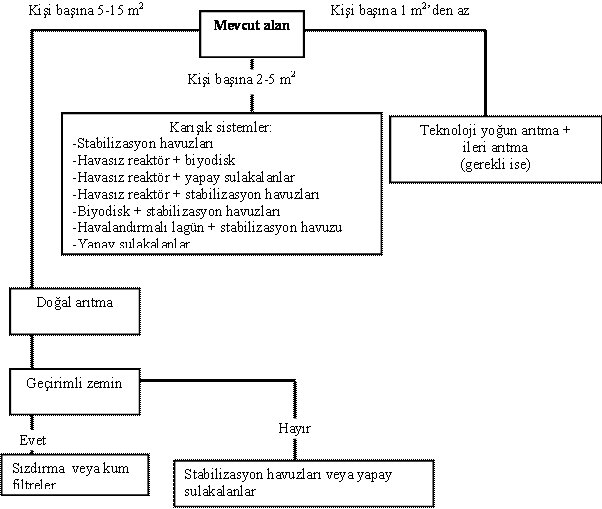 Kişi başına 5-15 m²
Kişi başına 1 m²'den az
Mevcut alan
Kişi başına 2-5 m²
Karışık sistemler:
-Stabilizasyon havuzları
-Havasız reaktör + biyodisk
-Havasız reaktör + yapay sulakalanlar
-Havasız reaktör + stabilizasyon havuzları
-Biyodisk + stabilizasyon havuzları
-Havalandırmalı lagün + stabilizasyon havuzu
-Yapay sulakalanlar
Teknoloji yoğun arıtma +
ileri arıtma
(gerekli ise)
Doğal arıtma
Geçirimli zemin
Evet
Hayır
Sızdırma veya kum
filtreler
Stabilizasyon havuzları veya yapay
sulakalanlar